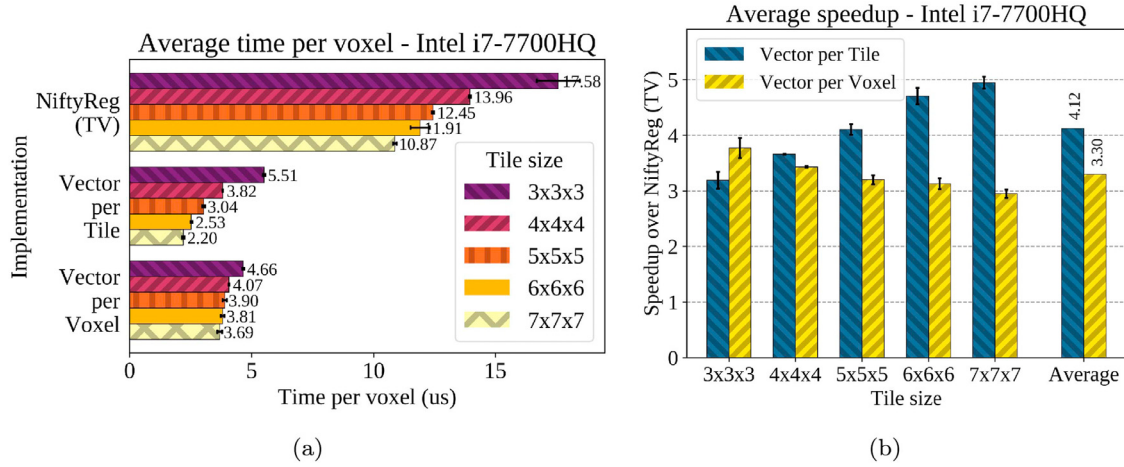 Average time per voxel - Intel i7-7700HQ
NiftyReg
(TV)
17.58
13.96
12.45
11.91
10.87
Vector
per
Tile
5.51
3.82
3.04
2.53
2.20
Vector
per
Voxel
4.66
4.07
3.90
3.81
3.69
Implementation
Tile size
3x3x3
4x4x4
5x5x5
6x6x6
7x7x7
0
5
10
15
Time per voxel (us)
(a)
Average speedup - Intel i7-7700HQ
Vector per Tile
Vector per Voxel
Speedup over NiftyReg (TV)
5
4
3
2
1
0
4.12
3.30
3x3x3
4x4x4
5x5x5
6x6x6
7x7x7
Average
Tile size
(b)